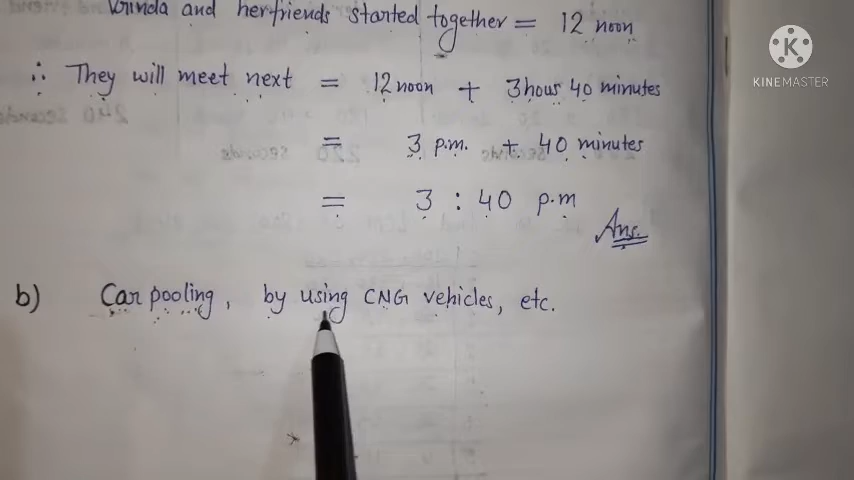 Vrinda and her friends started together = 12 noon
∴ They will meet next = 12 noon + 3 hour 40 minutes
= 3 p.m. + 40 minutes
= 3 : 40 p.m
Ans.
b) Car pooling, by using CNG vehicles, etc.
KINEMASTER